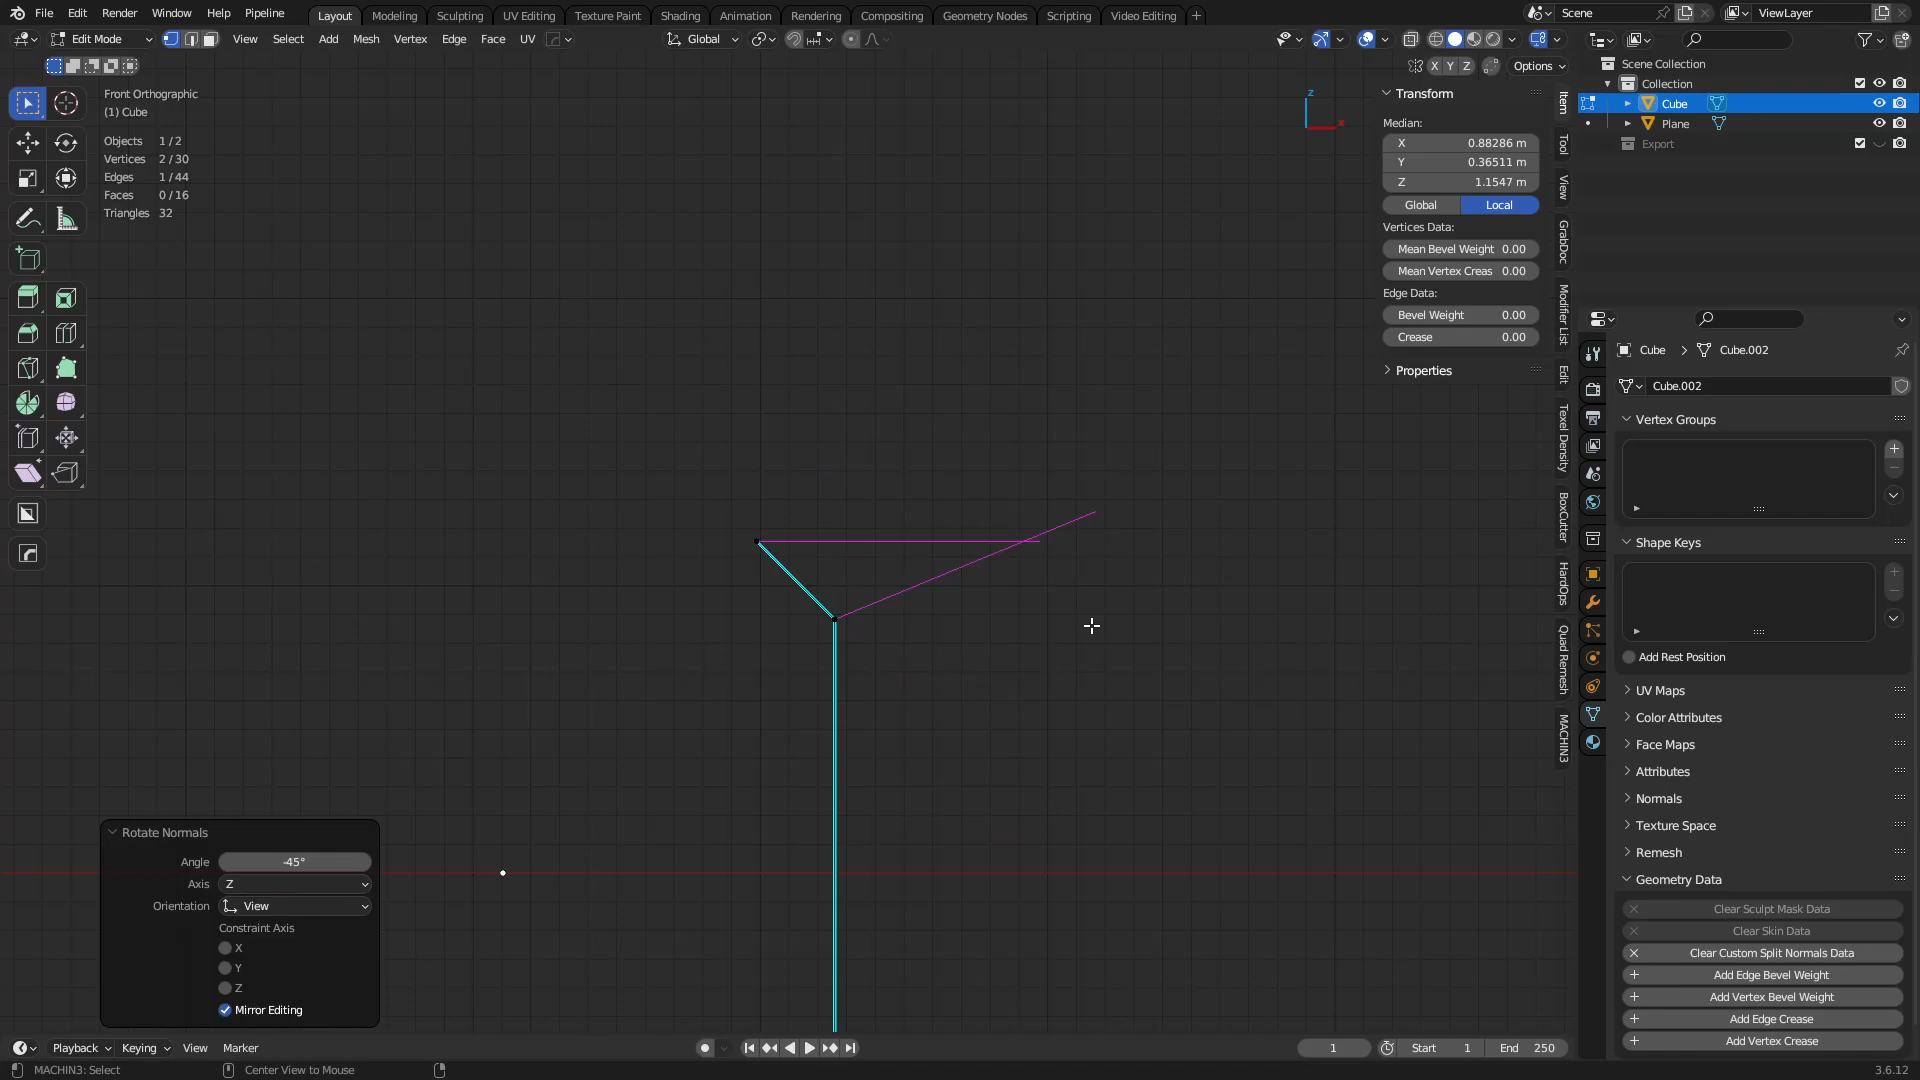 File Edit Render Window Help Pipeline Layout Modeling Sculpting UV Editing Texture Paint Shading Animation Rendering Compositing Geometry Nodes Scripting Video Editing + Scene ViewLayer
Edit Mode View Select Add Mesh Vertex Edge Face UV Global
X Y Z Options
Front Orthographic
(1) Cube
Objects 1/2
Vertices 2/30
Edges 1/44
Faces 0/16
Triangles 32
Z
X
Transform
Median:
X 0.88286 m
Y 0.36511 m
Z 1.1547 m
Global Local
Vertices Data:
Mean Bevel Weight 0.00
Mean Vertex Creas 0.00
Edge Data:
Bevel Weight 0.00
Crease 0.00
Properties
Item
Tool
View
GrabDoc
Modifier List
Edit
Texel Density
BoxCutter
HardOps
Quad Remesh
MACHIN3
Scene Collection
Collection
Cube
Plane
Export
Cube > Cube.002
Cube.002
Vertex Groups
Shape Keys
Add Rest Position
UV Maps
Color Attributes
Face Maps
Attributes
Normals
Texture Space
Remesh
Geometry Data
Clear Sculpt Mask Data
Clear Skin Data
Clear Custom Split Normals Data
Add Edge Bevel Weight
Add Vertex Bevel Weight
Add Edge Crease
Add Vertex Crease
Rotate Normals
Angle -45°
Axis Z
Orientation View
Constraint Axis
X
Y
Z
Mirror Editing
Playback Keying View Marker 1 Start 1 End 250
MACHIN3: Select Center View to Mouse 3.6.12